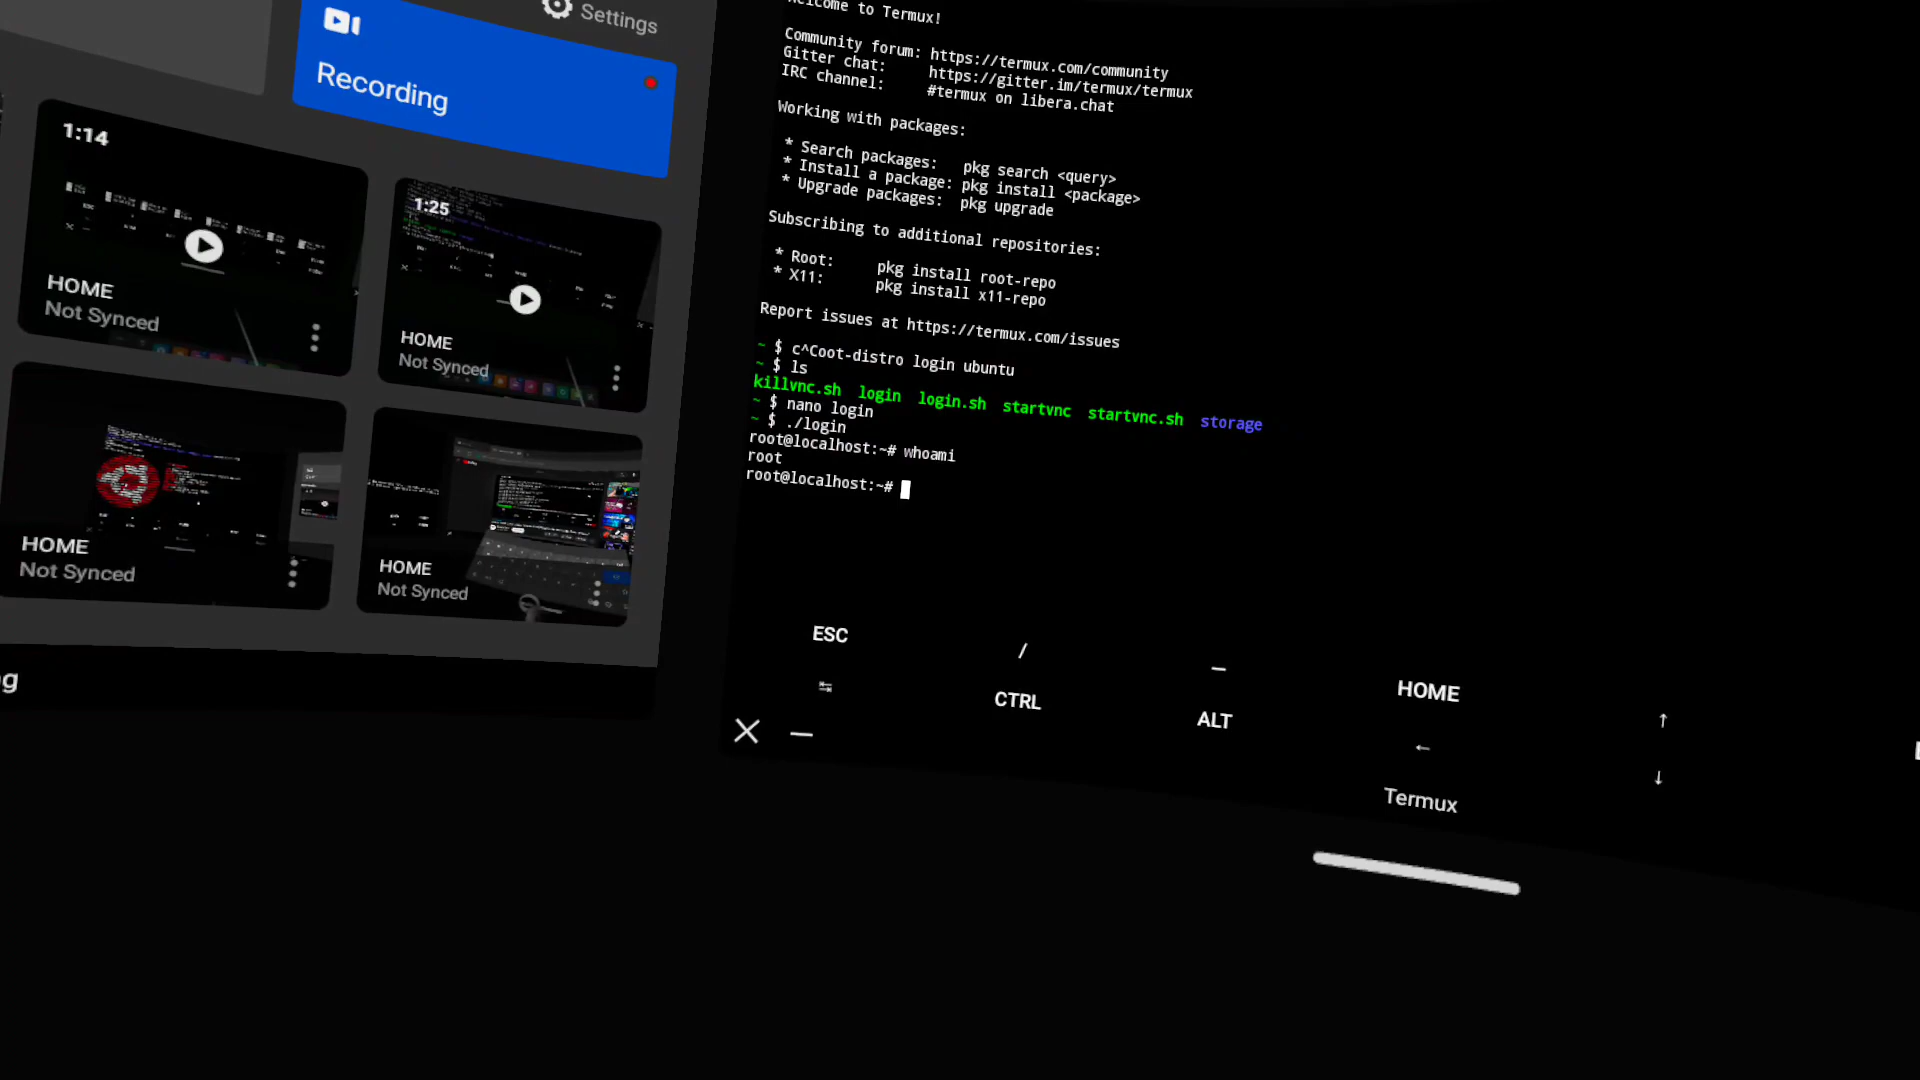 Settings
Recording
1:14
HOME
Not Synced
1:25
HOME
Not Synced
HOME
Not Synced
HOME
Not Synced
Welcome to Termux!
Community forum: https://termux.com/community
Gitter chat: https://gitter.im/termux/termux
IRC channel: #termux on libera.chat
Working with packages:
* Search packages: pkg search <query>
* Install a package: pkg install <package>
* Upgrade packages: pkg upgrade
Subscribing to additional repositories:
* Root: pkg install root-repo
* X11: pkg install x11-repo
Report issues at https://termux.com/issues
~ $ c^Coot-distro login ubuntu
~ $ ls
killvnc.sh login login.sh startvnc startvnc.sh storage
~ $ nano login
~ $ ./login
root@localhost:~# whoami
root
root@localhost:~#
ESC / — HOME ↑
⇆ CTRL ALT ← ↓
Termux